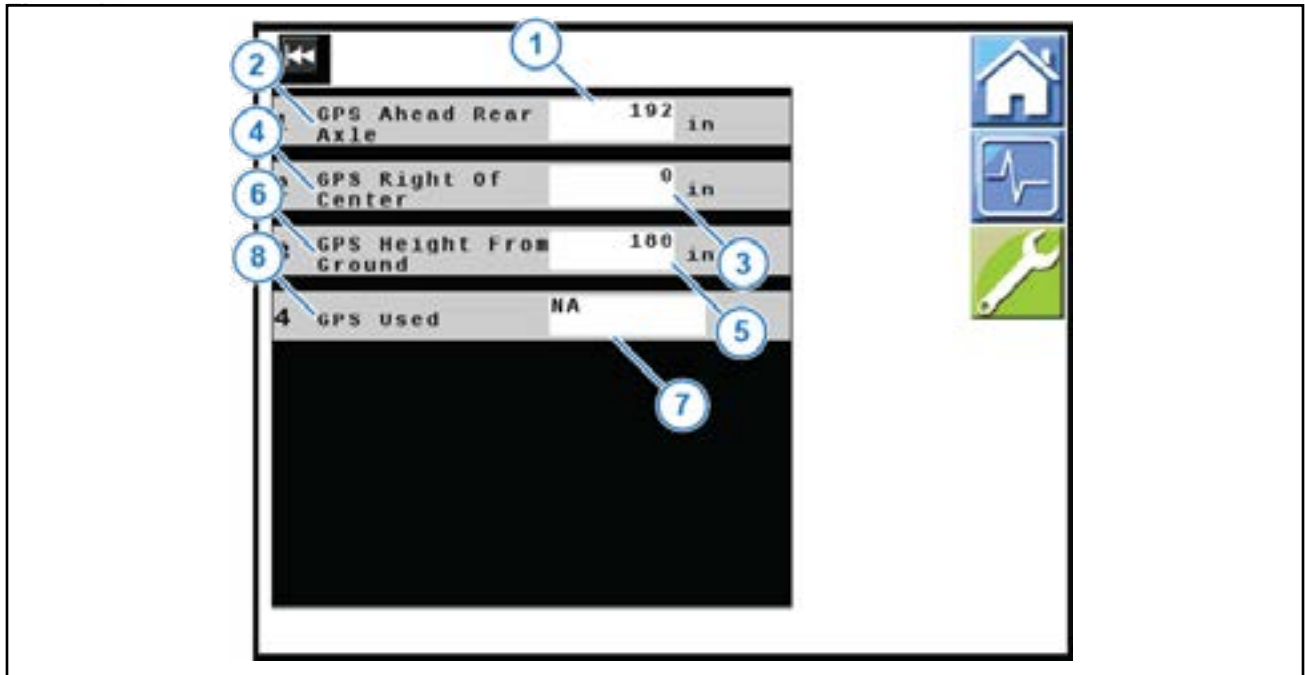 1
2
GPS Ahead Rear
Axle
192
in
4
GPS Right Of
Center
0
in
6
GPS Height From
Ground
180
in
3
8
4
GPS Used
NA
5
7